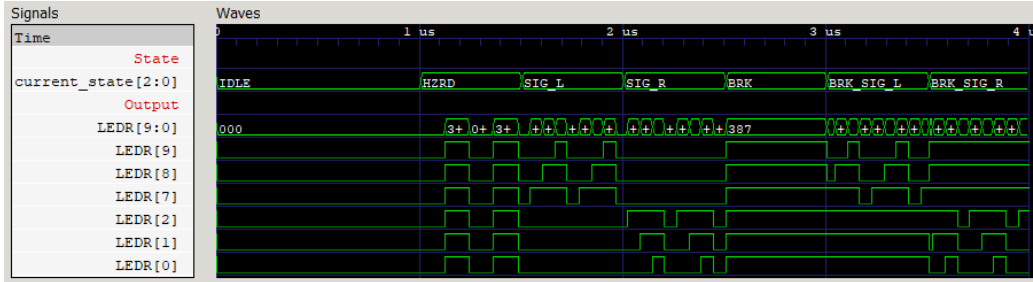 Signals Waves
Time 0 1 us 2 us 3 us 4 u
State
current_state[2:0] IDLE HZRD SIG_L SIG_R BRK BRK_SIG_L BRK_SIG_R
Output
LEDR[9:0] 000 3+ 0+ 3+ + + + + + + + + + + 387 + + + + + + + + + +
LEDR[9]
LEDR[8]
LEDR[7]
LEDR[2]
LEDR[1]
LEDR[0]